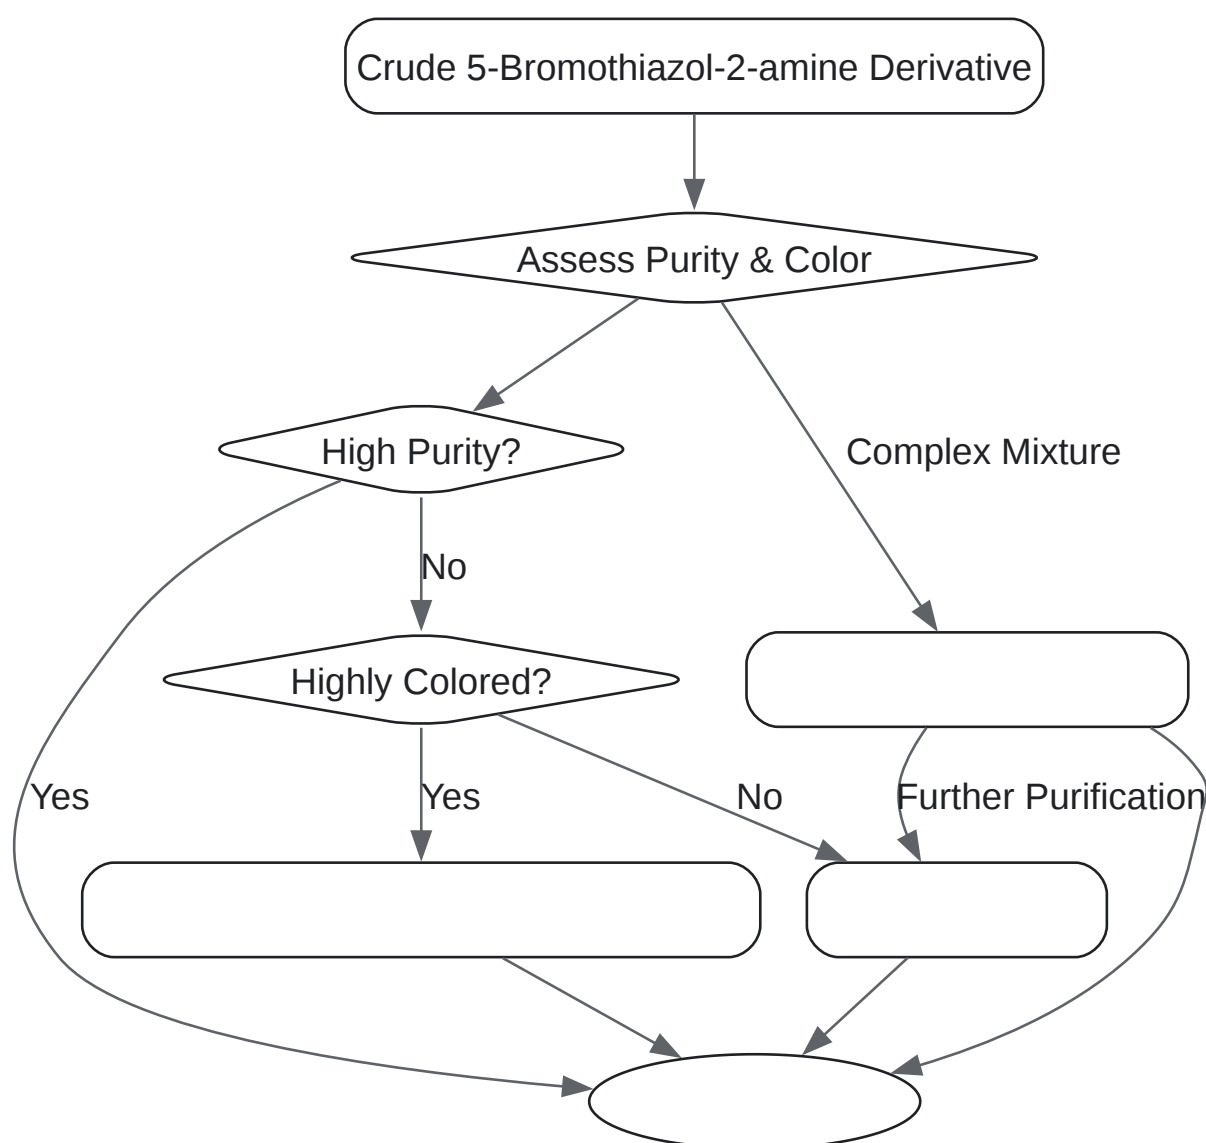 Crude 5-Bromothiazol-2-amine Derivative
Assess Purity & Color
High Purity?
Complex Mixture
No
Highly Colored?
Yes
Yes
No
Further Purification